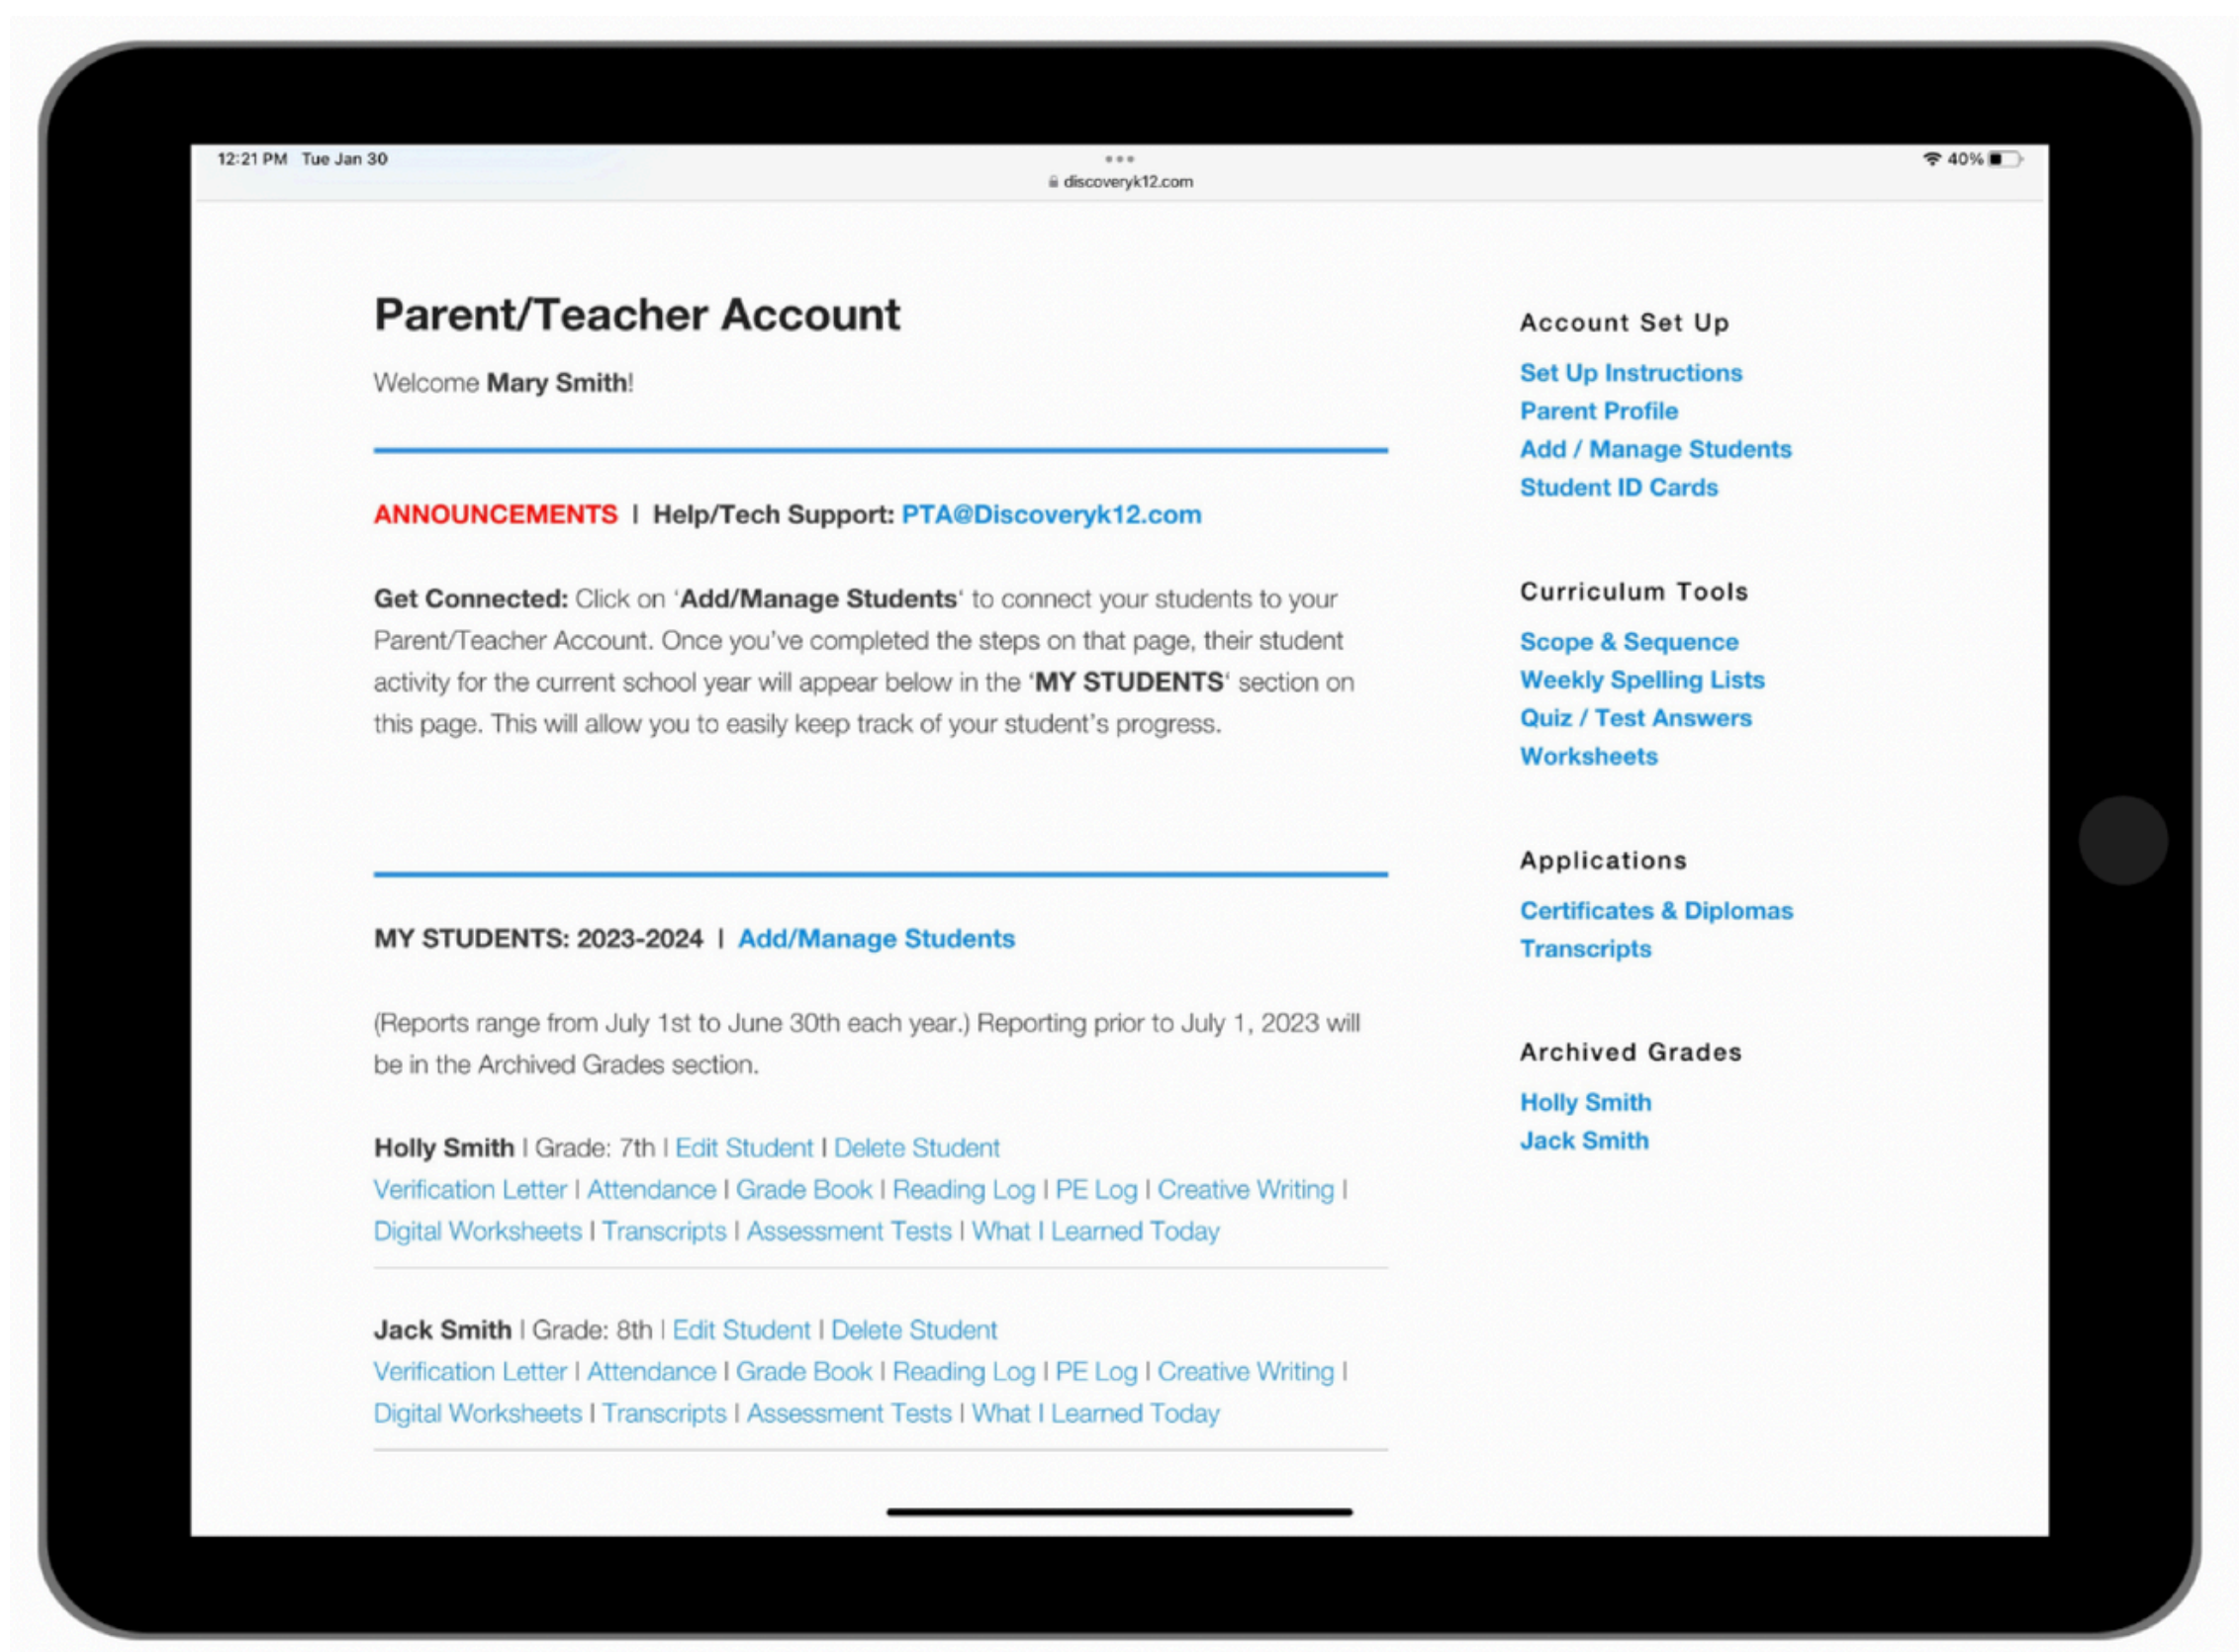 12:21 PM Tue Jan 30
discoveryk12.com
40%
Parent/Teacher Account
Welcome Mary Smith!
ANNOUNCEMENTS | Help/Tech Support: PTA@Discoveryk12.com
Get Connected: Click on ‘Add/Manage Students‘ to connect your students to your
Parent/Teacher Account. Once you’ve completed the steps on that page, their student
activity for the current school year will appear below in the ‘MY STUDENTS‘ section on
this page. This will allow you to easily keep track of your student’s progress.
MY STUDENTS: 2023-2024 | Add/Manage Students
(Reports range from July 1st to June 30th each year.) Reporting prior to July 1, 2023 will
be in the Archived Grades section.
Holly Smith | Grade: 7th | Edit Student | Delete Student
Verification Letter | Attendance | Grade Book | Reading Log | PE Log | Creative Writing |
Digital Worksheets | Transcripts | Assessment Tests | What I Learned Today
Jack Smith | Grade: 8th | Edit Student | Delete Student
Verification Letter | Attendance | Grade Book | Reading Log | PE Log | Creative Writing |
Digital Worksheets | Transcripts | Assessment Tests | What I Learned Today
Account Set Up
Set Up Instructions
Parent Profile
Add / Manage Students
Student ID Cards
Curriculum Tools
Scope & Sequence
Weekly Spelling Lists
Quiz / Test Answers
Worksheets
Applications
Certificates & Diplomas
Transcripts
Archived Grades
Holly Smith
Jack Smith